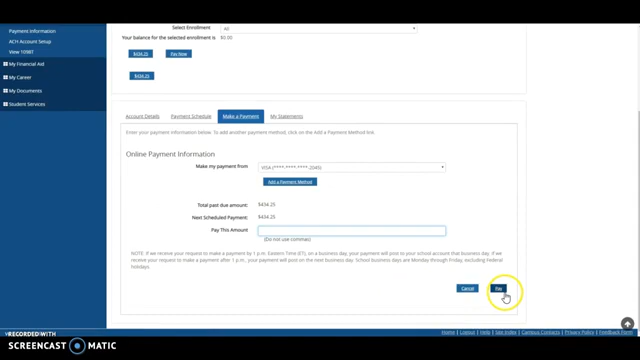 Payment Information
Select Enrollment
All
ACH Account Setup
Your balance for the selected enrollment is $0.00
View 1098T
$434.25
Pay Now
My Financial Aid
My Career
$434.25
My Documents
Student Services
Account Details
Payment Schedule
Make a Payment
My Statements
Enter your payment information below. To add another payment method, click on the Add a Payment Method link.
Online Payment Information
Make my payment from
VISA (****-****-****-2045)
Add a Payment Method
Total past due amount: $434.25
Next Scheduled Payment: $434.25
Pay This Amount
(Do not use commas)
NOTE: If we receive your request to make a payment by 1 p.m. Eastern Time (ET), on a business day, your payment will post to your school account that business day. If
we receive your request to make a payment after 1 p.m., your payment will post on the next business day. School business days are Monday through Friday, excluding Federal
holidays.
Cancel
Pay
Home | Logout | Help | Site Index | Campus Contacts | Privacy Policy | Feedback Form
RECORDED WITH
SCREENCAST-O-MATIC